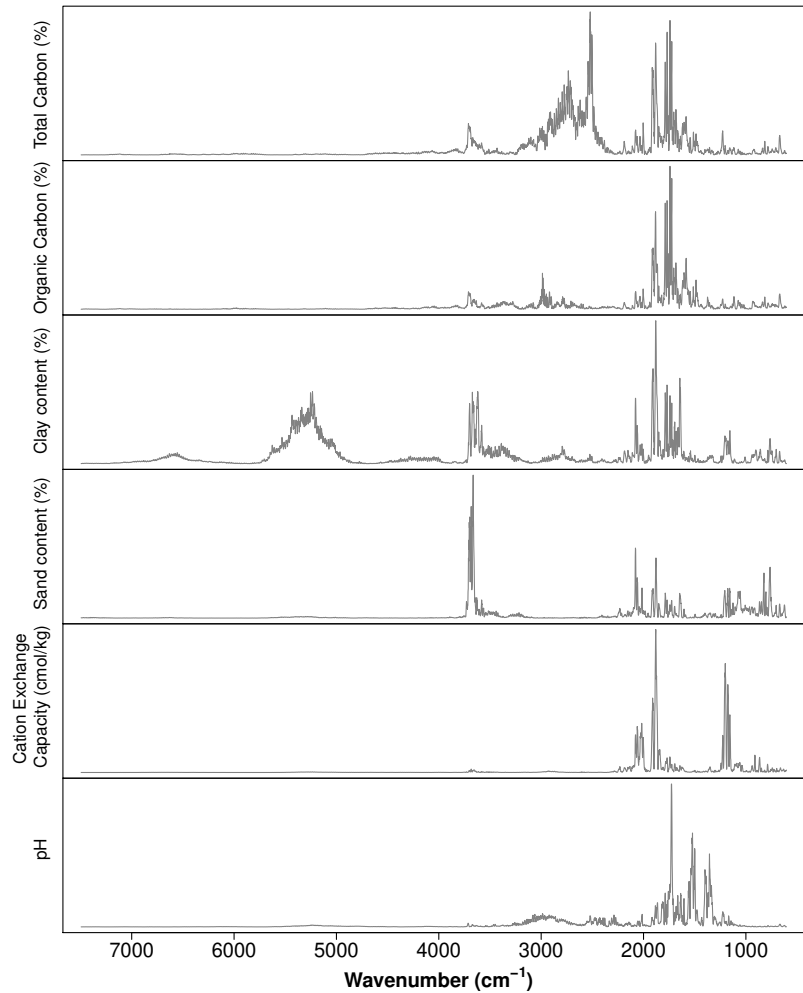 Total Carbon (%)
Organic Carbon (%)
Clay content (%)
Sand content (%)
Cation Exchange
Capacity (cmol/kg)
pH
7000 6000 5000 4000 3000 2000 1000
Wavenumber (cm⁻¹)